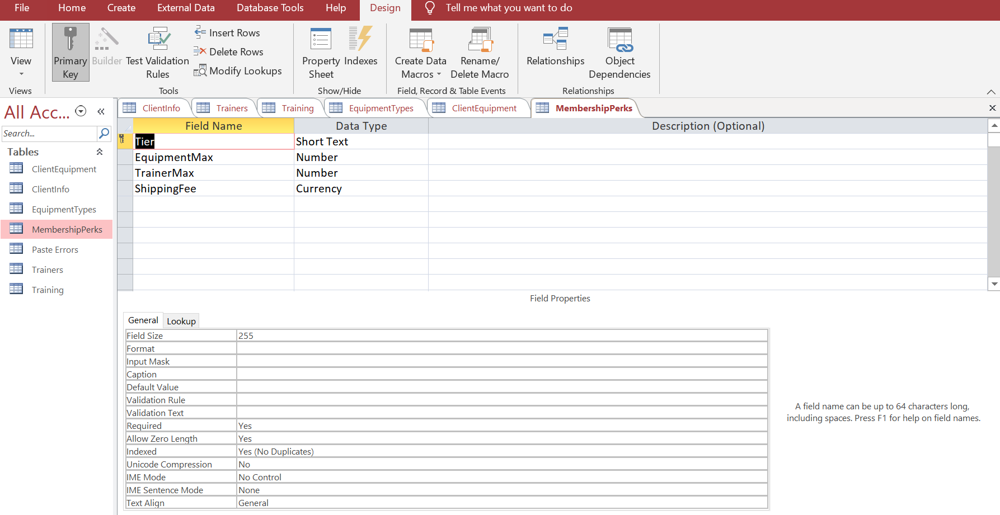 File Home Create External Data Database Tools Help Design Tell me what you want to do
View
Views
Primary Key
Builder
Test Validation Rules
Insert Rows
Delete Rows
Modify Lookups
Tools
Property Sheet
Indexes
Show/Hide
Create Data Macros
Rename/ Delete Macro
Field, Record & Table Events
Relationships
Object Dependencies
Relationships
All Acc...
Search...
Tables
ClientEquipment
ClientInfo
EquipmentTypes
MembershipPerks
Paste Errors
Trainers
Training
ClientInfo Trainers Training EquipmentTypes ClientEquipment MembershipPerks
Field Name Data Type Description (Optional)
Tier Short Text
EquipmentMax Number
TrainerMax Number
ShippingFee Currency
Field Properties
General Lookup
Field Size 255
Format
Input Mask
Caption
Default Value
Validation Rule
Validation Text
Required Yes
Allow Zero Length Yes
Indexed Yes (No Duplicates)
Unicode Compression No
IME Mode No Control
IME Sentence Mode None
Text Align General
A field name can be up to 64 characters long,
including spaces. Press F1 for help on field names.